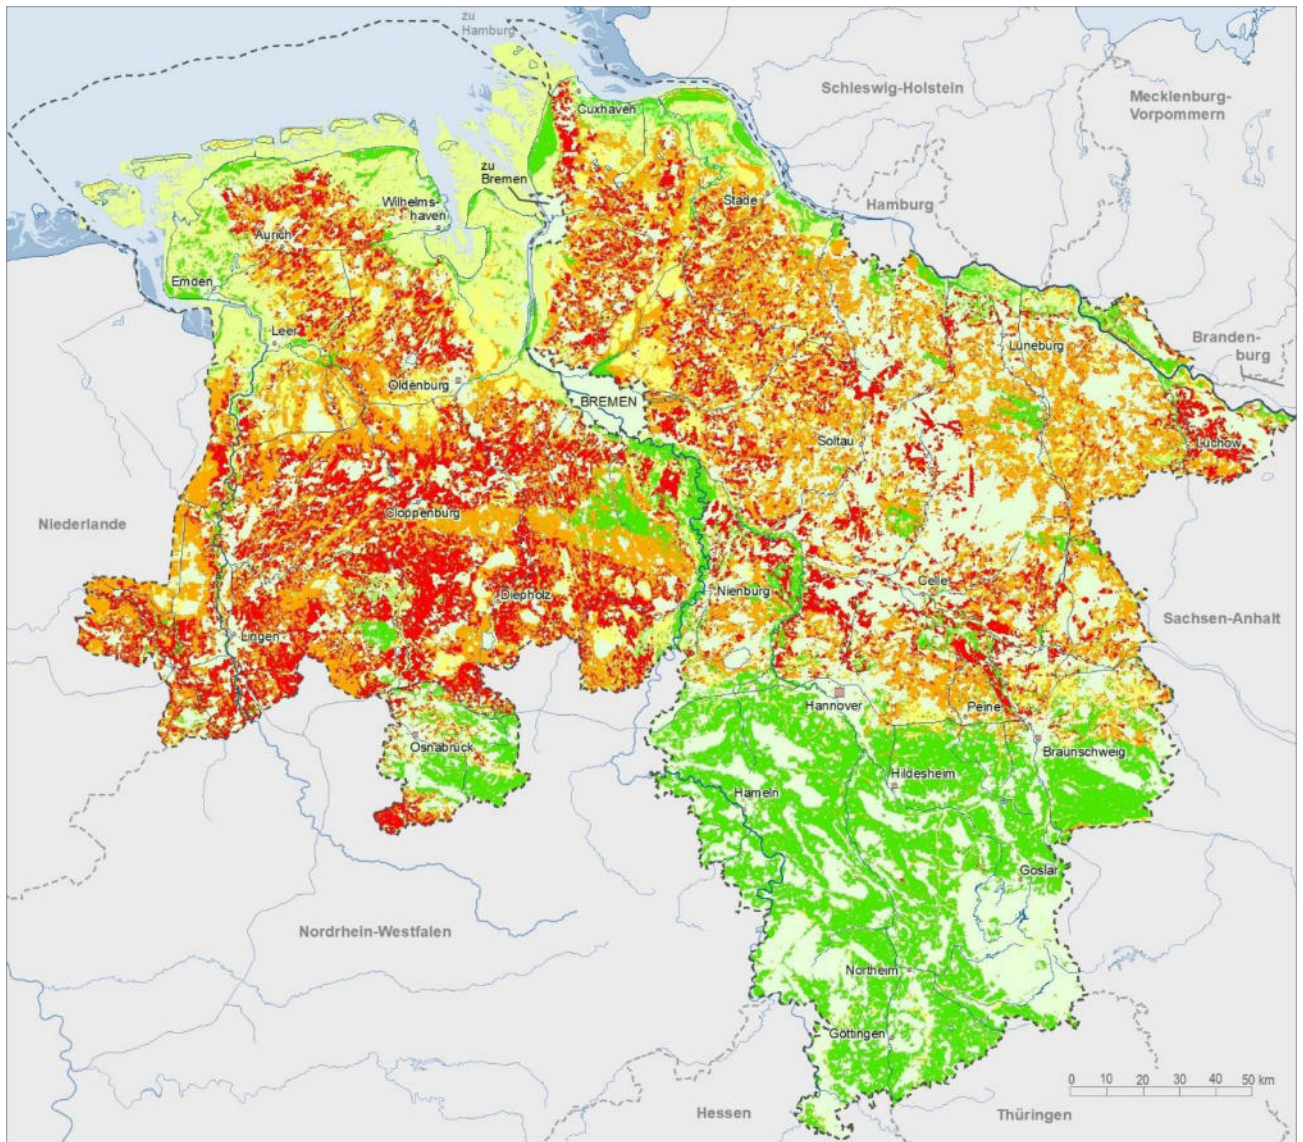 zu
Hamburg
Cuxhaven
Schleswig-Holstein
Mecklenburg-
Vorpommern
zu
Bremen
Wilhelms-
haven
Stade
Hamburg
Aurich
Emden
Leer
Lüneburg
Branden-
burg
Oldenburg
BREMEN
Soltau
Lüchow
Niederlande
Cloppenburg
Celle
Diepholz
Nienburg
Sachsen-Anhalt
Lingen
Hannover
Peine
Osnabrück
Braunschweig
Hildesheim
Hameln
Goslar
Nordrhein-Westfalen
Northeim
Göttingen
0 10 20 30 40 50 km
Hessen
Thüringen